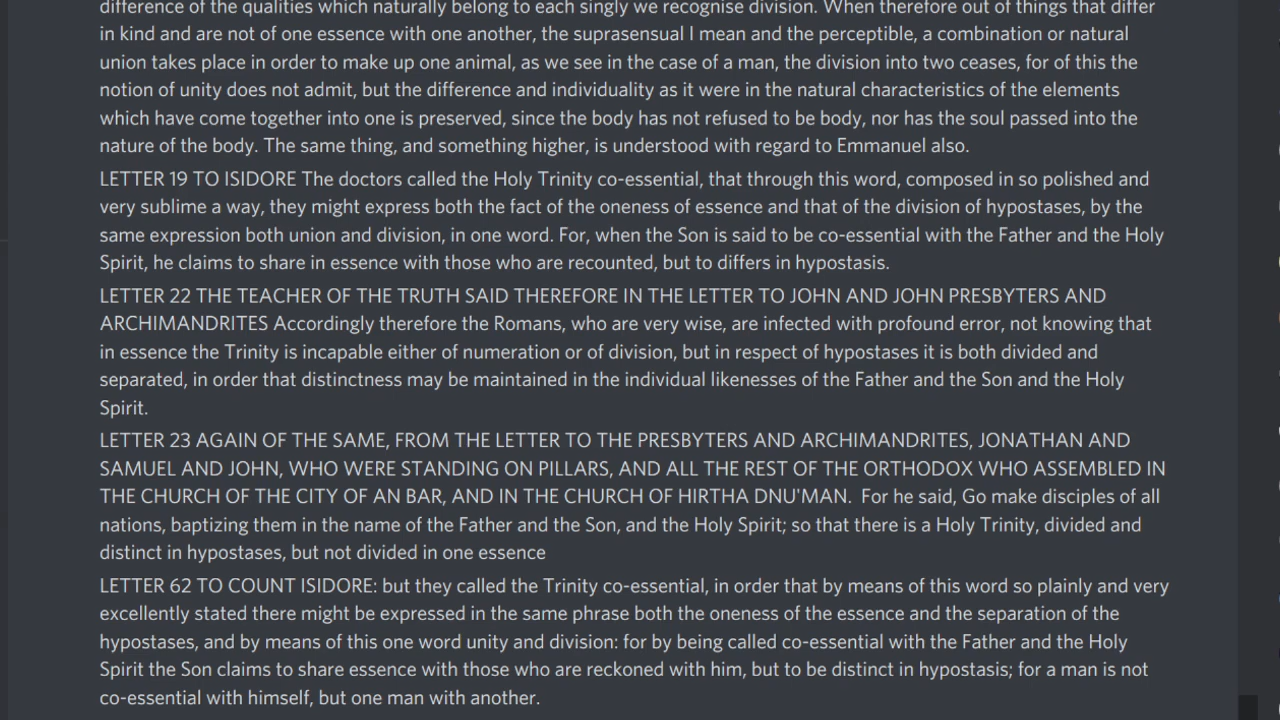 difference of the qualities which naturally belong to each singly we recognise division. When therefore out of things that differ
in kind and are not of one essence with one another, the suprasensual I mean and the perceptible, a combination or natural
union takes place in order to make up one animal, as we see in the case of a man, the division into two ceases, for of this the
notion of unity does not admit, but the difference and individuality as it were in the natural characteristics of the elements
which have come together into one is preserved, since the body has not refused to be body, nor has the soul passed into the
nature of the body. The same thing, and something higher, is understood with regard to Emmanuel also.
LETTER 19 TO ISIDORE The doctors called the Holy Trinity co-essential, that through this word, composed in so polished and
very sublime a way, they might express both the fact of the oneness of essence and that of the division of hypostases, by the
same expression both union and division, in one word. For, when the Son is said to be co-essential with the Father and the Holy
Spirit, he claims to share in essence with those who are recounted, but to differs in hypostasis.
LETTER 22 THE TEACHER OF THE TRUTH SAID THEREFORE IN THE LETTER TO JOHN AND JOHN PRESBYTERS AND
ARCHIMANDRITES Accordingly therefore the Romans, who are very wise, are infected with profound error, not knowing that
in essence the Trinity is incapable either of numeration or of division, but in respect of hypostases it is both divided and
separated, in order that distinctness may be maintained in the individual likenesses of the Father and the Son and the Holy
Spirit.
LETTER 23 AGAIN OF THE SAME, FROM THE LETTER TO THE PRESBYTERS AND ARCHIMANDRITES, JONATHAN AND
SAMUEL AND JOHN, WHO WERE STANDING ON PILLARS, AND ALL THE REST OF THE ORTHODOX WHO ASSEMBLED IN
THE CHURCH OF THE CITY OF AN BAR, AND IN THE CHURCH OF HIRTHA DNU'MAN.  For he said, Go make disciples of all
nations, baptizing them in the name of the Father and the Son, and the Holy Spirit; so that there is a Holy Trinity, divided and
distinct in hypostases, but not divided in one essence
LETTER 62 TO COUNT ISIDORE: but they called the Trinity co-essential, in order that by means of this word so plainly and very
excellently stated there might be expressed in the same phrase both the oneness of the essence and the separation of the
hypostases, and by means of this one word unity and division: for by being called co-essential with the Father and the Holy
Spirit the Son claims to share essence with those who are reckoned with him, but to be distinct in hypostasis; for a man is not
co-essential with himself, but one man with another.